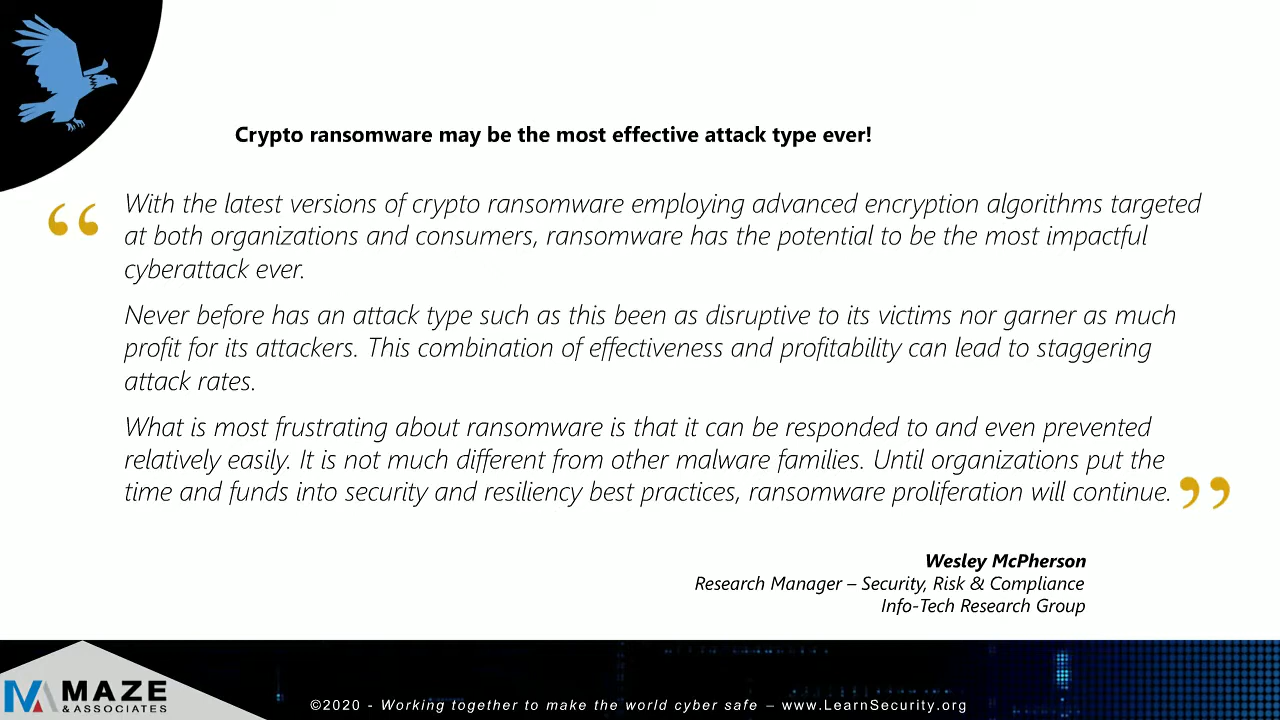 Crypto ransomware may be the most effective attack type ever!
“ With the latest versions of crypto ransomware employing advanced encryption algorithms targeted
at both organizations and consumers, ransomware has the potential to be the most impactful
cyberattack ever.
Never before has an attack type such as this been as disruptive to its victims nor garner as much
profit for its attackers. This combination of effectiveness and profitability can lead to staggering
attack rates.
What is most frustrating about ransomware is that it can be responded to and even prevented
relatively easily. It is not much different from other malware families. Until organizations put the
time and funds into security and resiliency best practices, ransomware proliferation will continue. ”
Wesley McPherson
Research Manager – Security, Risk & Compliance
Info-Tech Research Group
MAZE
& ASSOCIATES
©2020 - Working together to make the world cyber safe – www.LearnSecurity.org